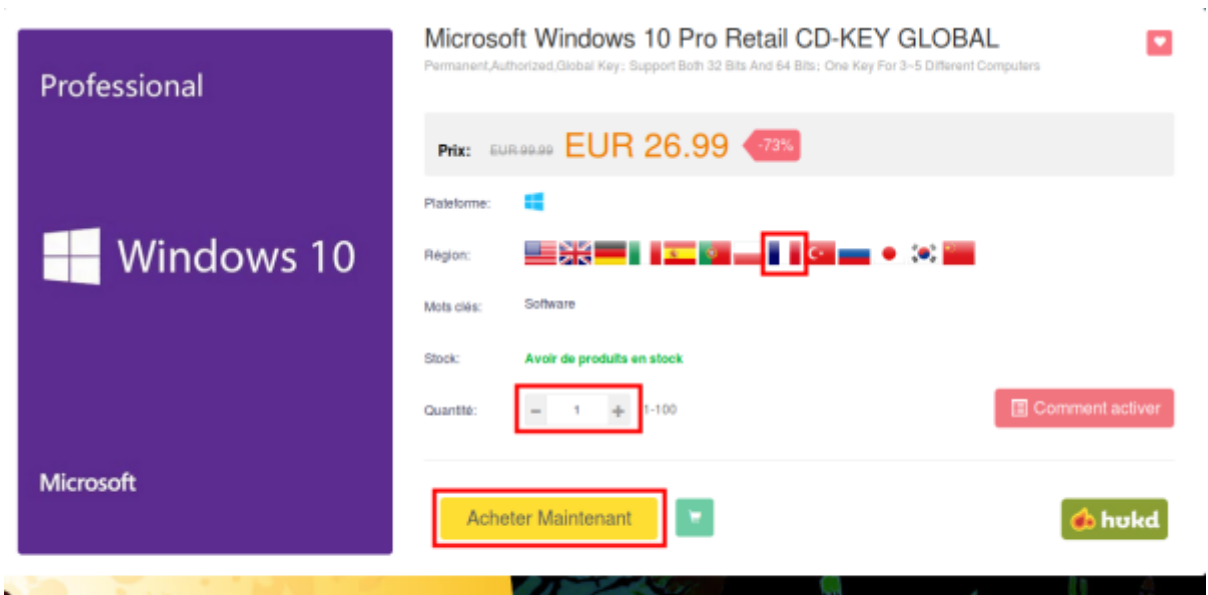 Microsoft Windows 10 Pro Retail CD-KEY GLOBAL
Permanent,Authorized,Global Key; Support Both 32 Bits And 64 Bits; One Key For 3~5 Different Computers
Professional
Windows 10
Microsoft
Prix: EUR 99.99 EUR 26.99 -73%
Plateforme:
Région:
Mots clés: Software
Stock: Avoir de produits en stock
Quantité: - 1 + 1-100
Comment activer
Acheter Maintenant
hukd